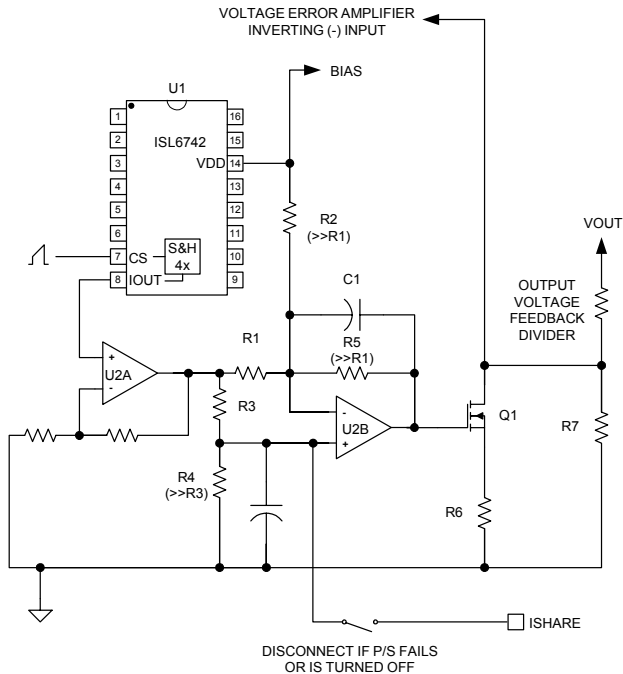 VOLTAGE ERROR AMPLIFIER
INVERTING (-) INPUT
BIAS
U1
ISL6742
1
2
3
4
5
6
7
8
16
15
VDD 14
13
12
11
10
9
CS
S&H
4x
IOUT
R2
(>>R1)
C1
R1
R5
(>>R1)
VOUT
OUTPUT
VOLTAGE
FEEDBACK
DIVIDER
+
-
U2A
R3
-
+
U2B
Q1
R7
R4
(>>R3)
R6
ISHARE
DISCONNECT IF P/S FAILS
OR IS TURNED OFF